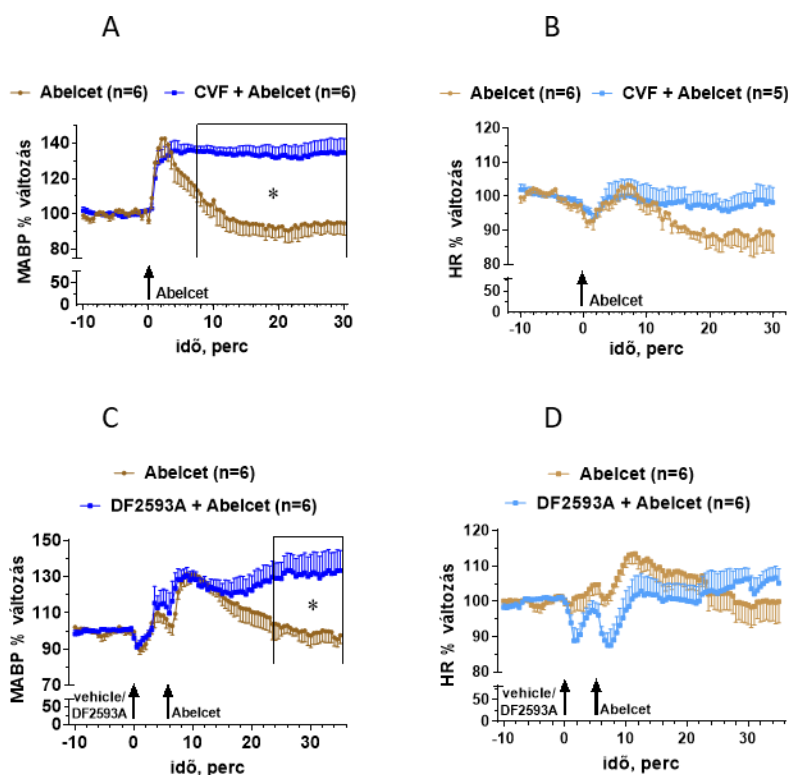 A
Abelcet (n=6) CVF + Abelcet (n=6)
MABP % változás
140
120
100
80
50
0
Abelcet
*
-10 0 10 20 30
idő, perc
B
Abelcet (n=6) CVF + Abelcet (n=5)
HR % változás
120
110
100
90
80
50
0
Abelcet
-10 0 10 20 30
idő, perc
C
Abelcet (n=6)
DF2593A + Abelcet (n=6)
MABP % változás
150
130
110
90
70
50
0
*
vehicle/
DF2593A
Abelcet
-10 0 10 20 30
idő, perc
D
Abelcet (n=6)
DF2593A + Abelcet (n=6)
HR % változás
120
110
100
90
80
50
0
vehicle/
DF2593A
Abelcet
-10 0 10 20 30
idő, perc